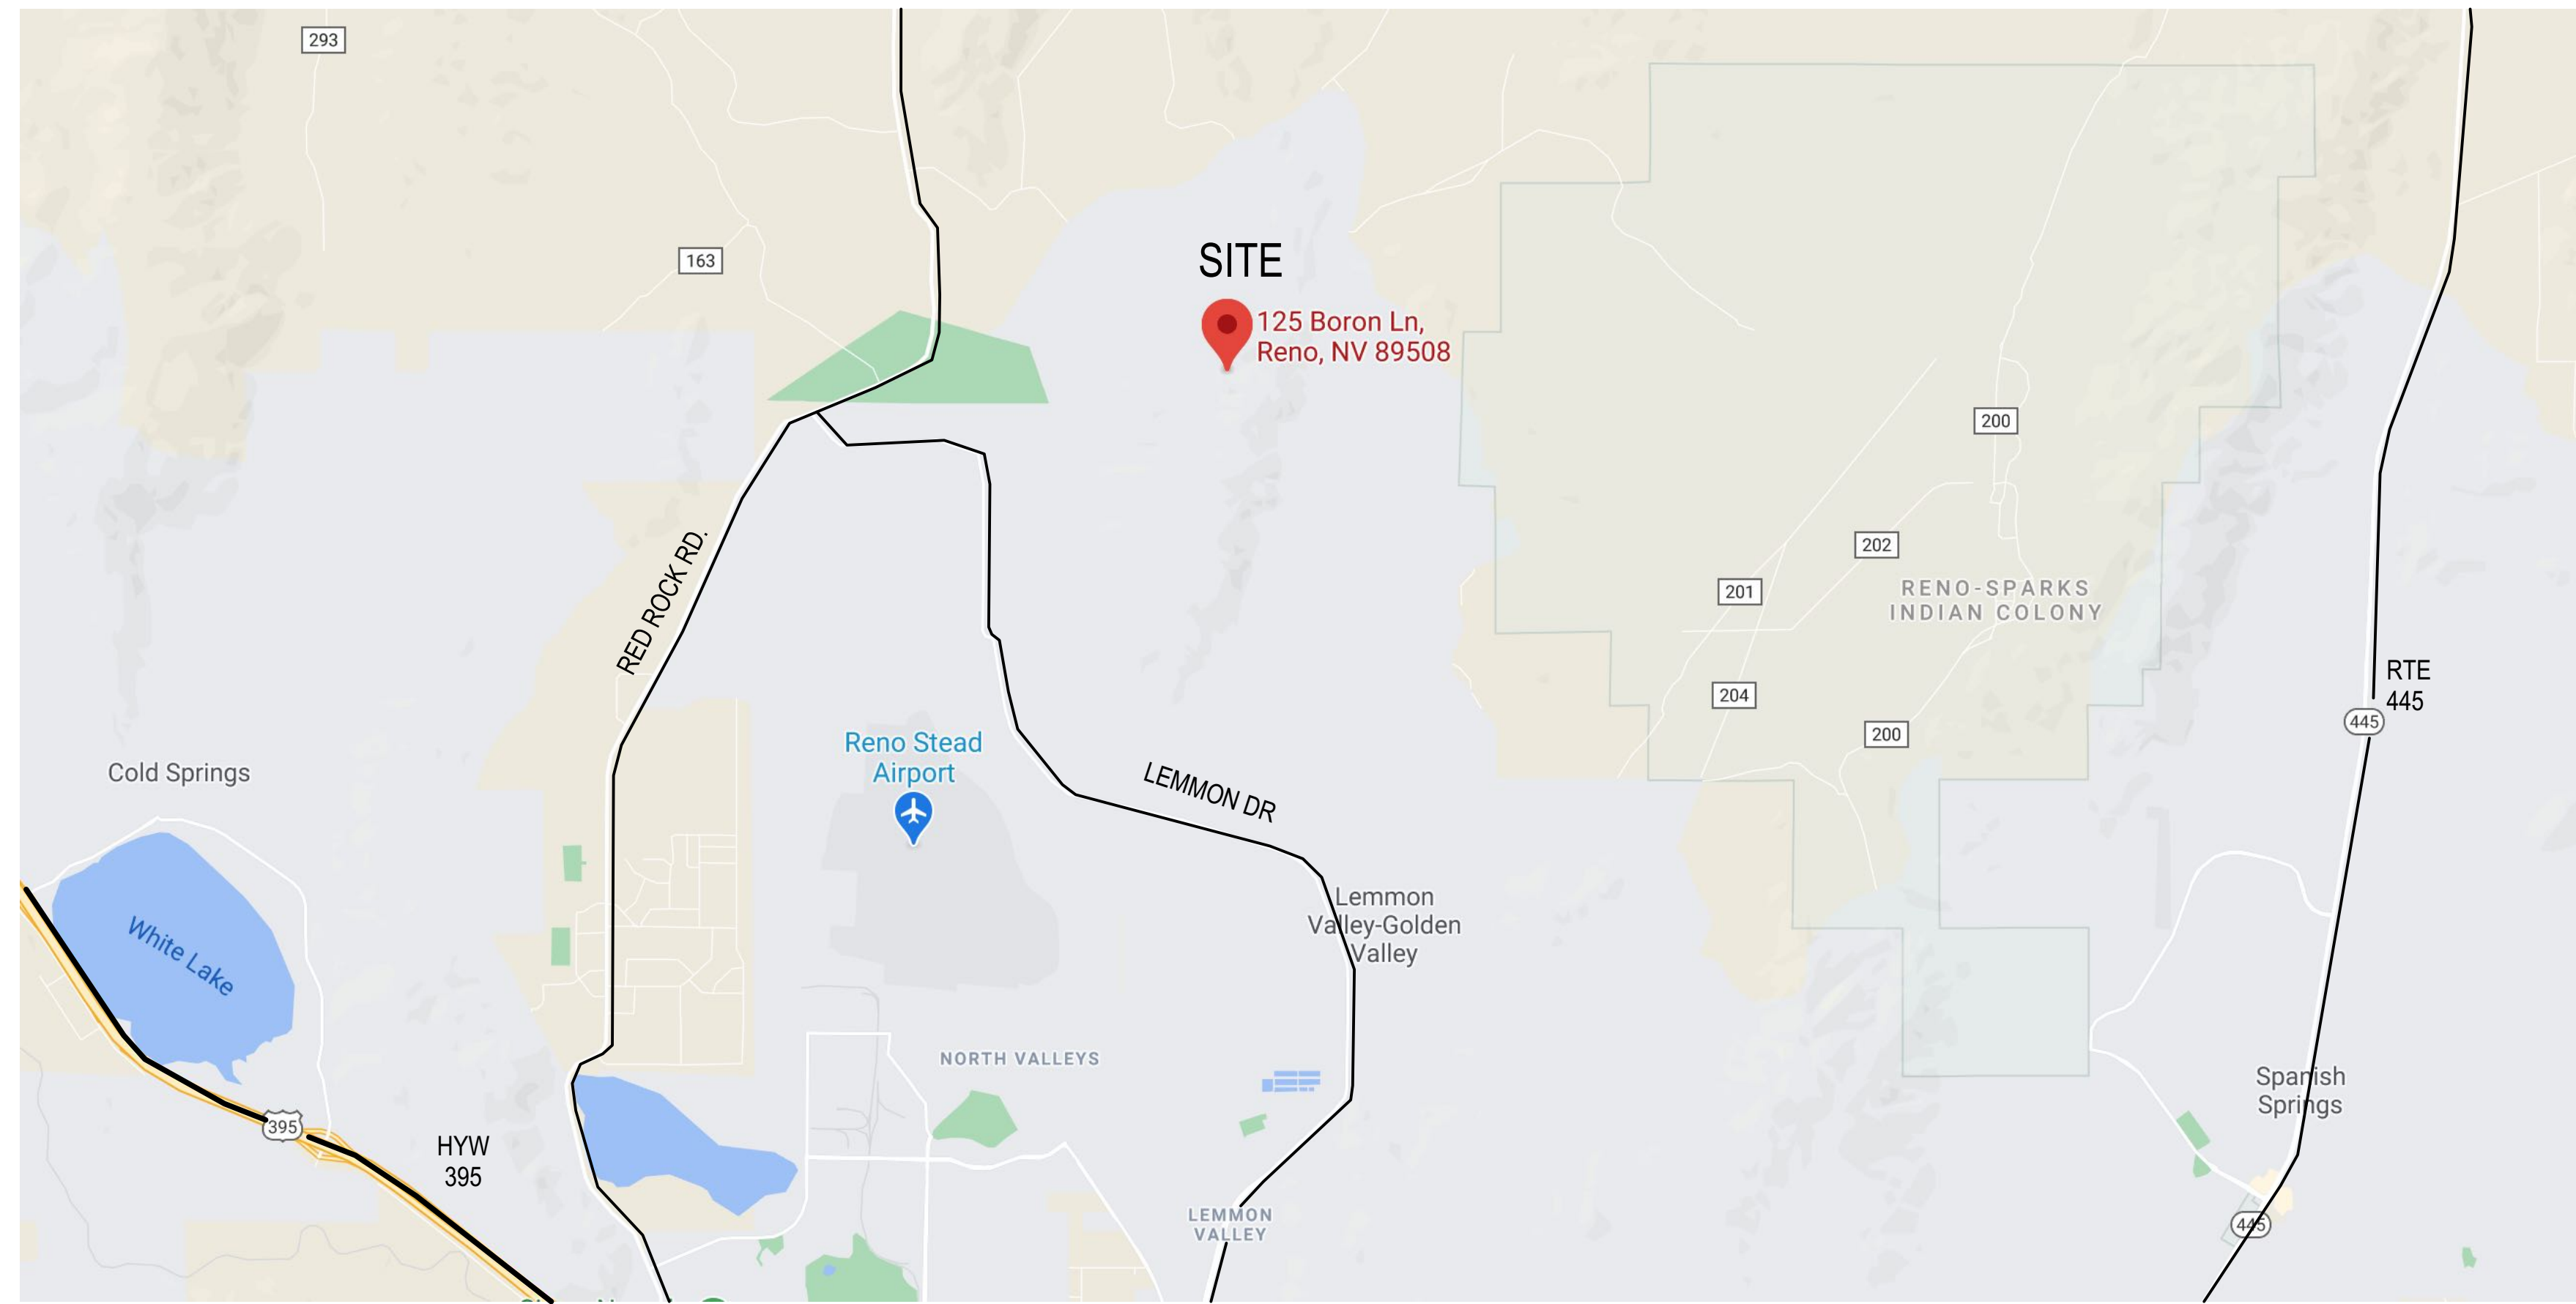 293
163
SITE
125 Boron Ln,
Reno, NV 89508
200
202
201
RENO-SPARKS
INDIAN COLONY
RED ROCK RD.
204
RTE
445
445
200
Reno Stead
Airport
Cold Springs
LEMMON DR
Lemmon
Valley-Golden
Valley
White Lake
NORTH VALLEYS
Spanish
Springs
395
HYW
395
LEMMON
VALLEY
445